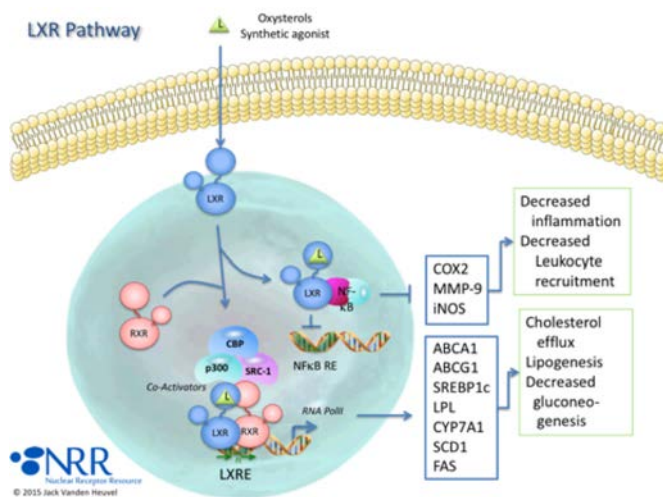 LXR Pathway
L
Oxysterols
Synthetic agonist
LXR
L
LXR
NF-
κB
RXR
NFκB RE
CBP
p300
SRC-1
Co-Activators
L
LXR
RXR
RNA PolII
LXRE
COX2
MMP-9
iNOS
Decreased
inflammation
Decreased
Leukocyte
recruitment
ABCA1
ABCG1
SREBP1c
LPL
CYP7A1
SCD1
FAS
Cholesterol
efflux
Lipogenesis
Decreased
gluconeo-
genesis
NRR
Nuclear Receptor Resource
© 2015 Jack Vanden Heuvel